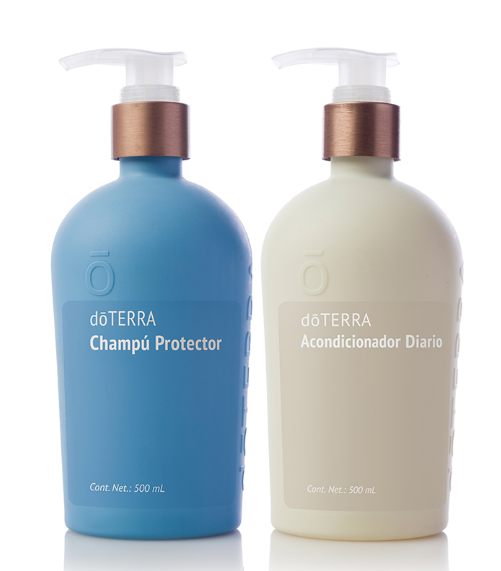 Ō
dōTERRA
Champú Protector
Cont. Net.: 500 mL
Ō
dōTERRA
Acondicionador Diario
Cont. Net.: 500 mL